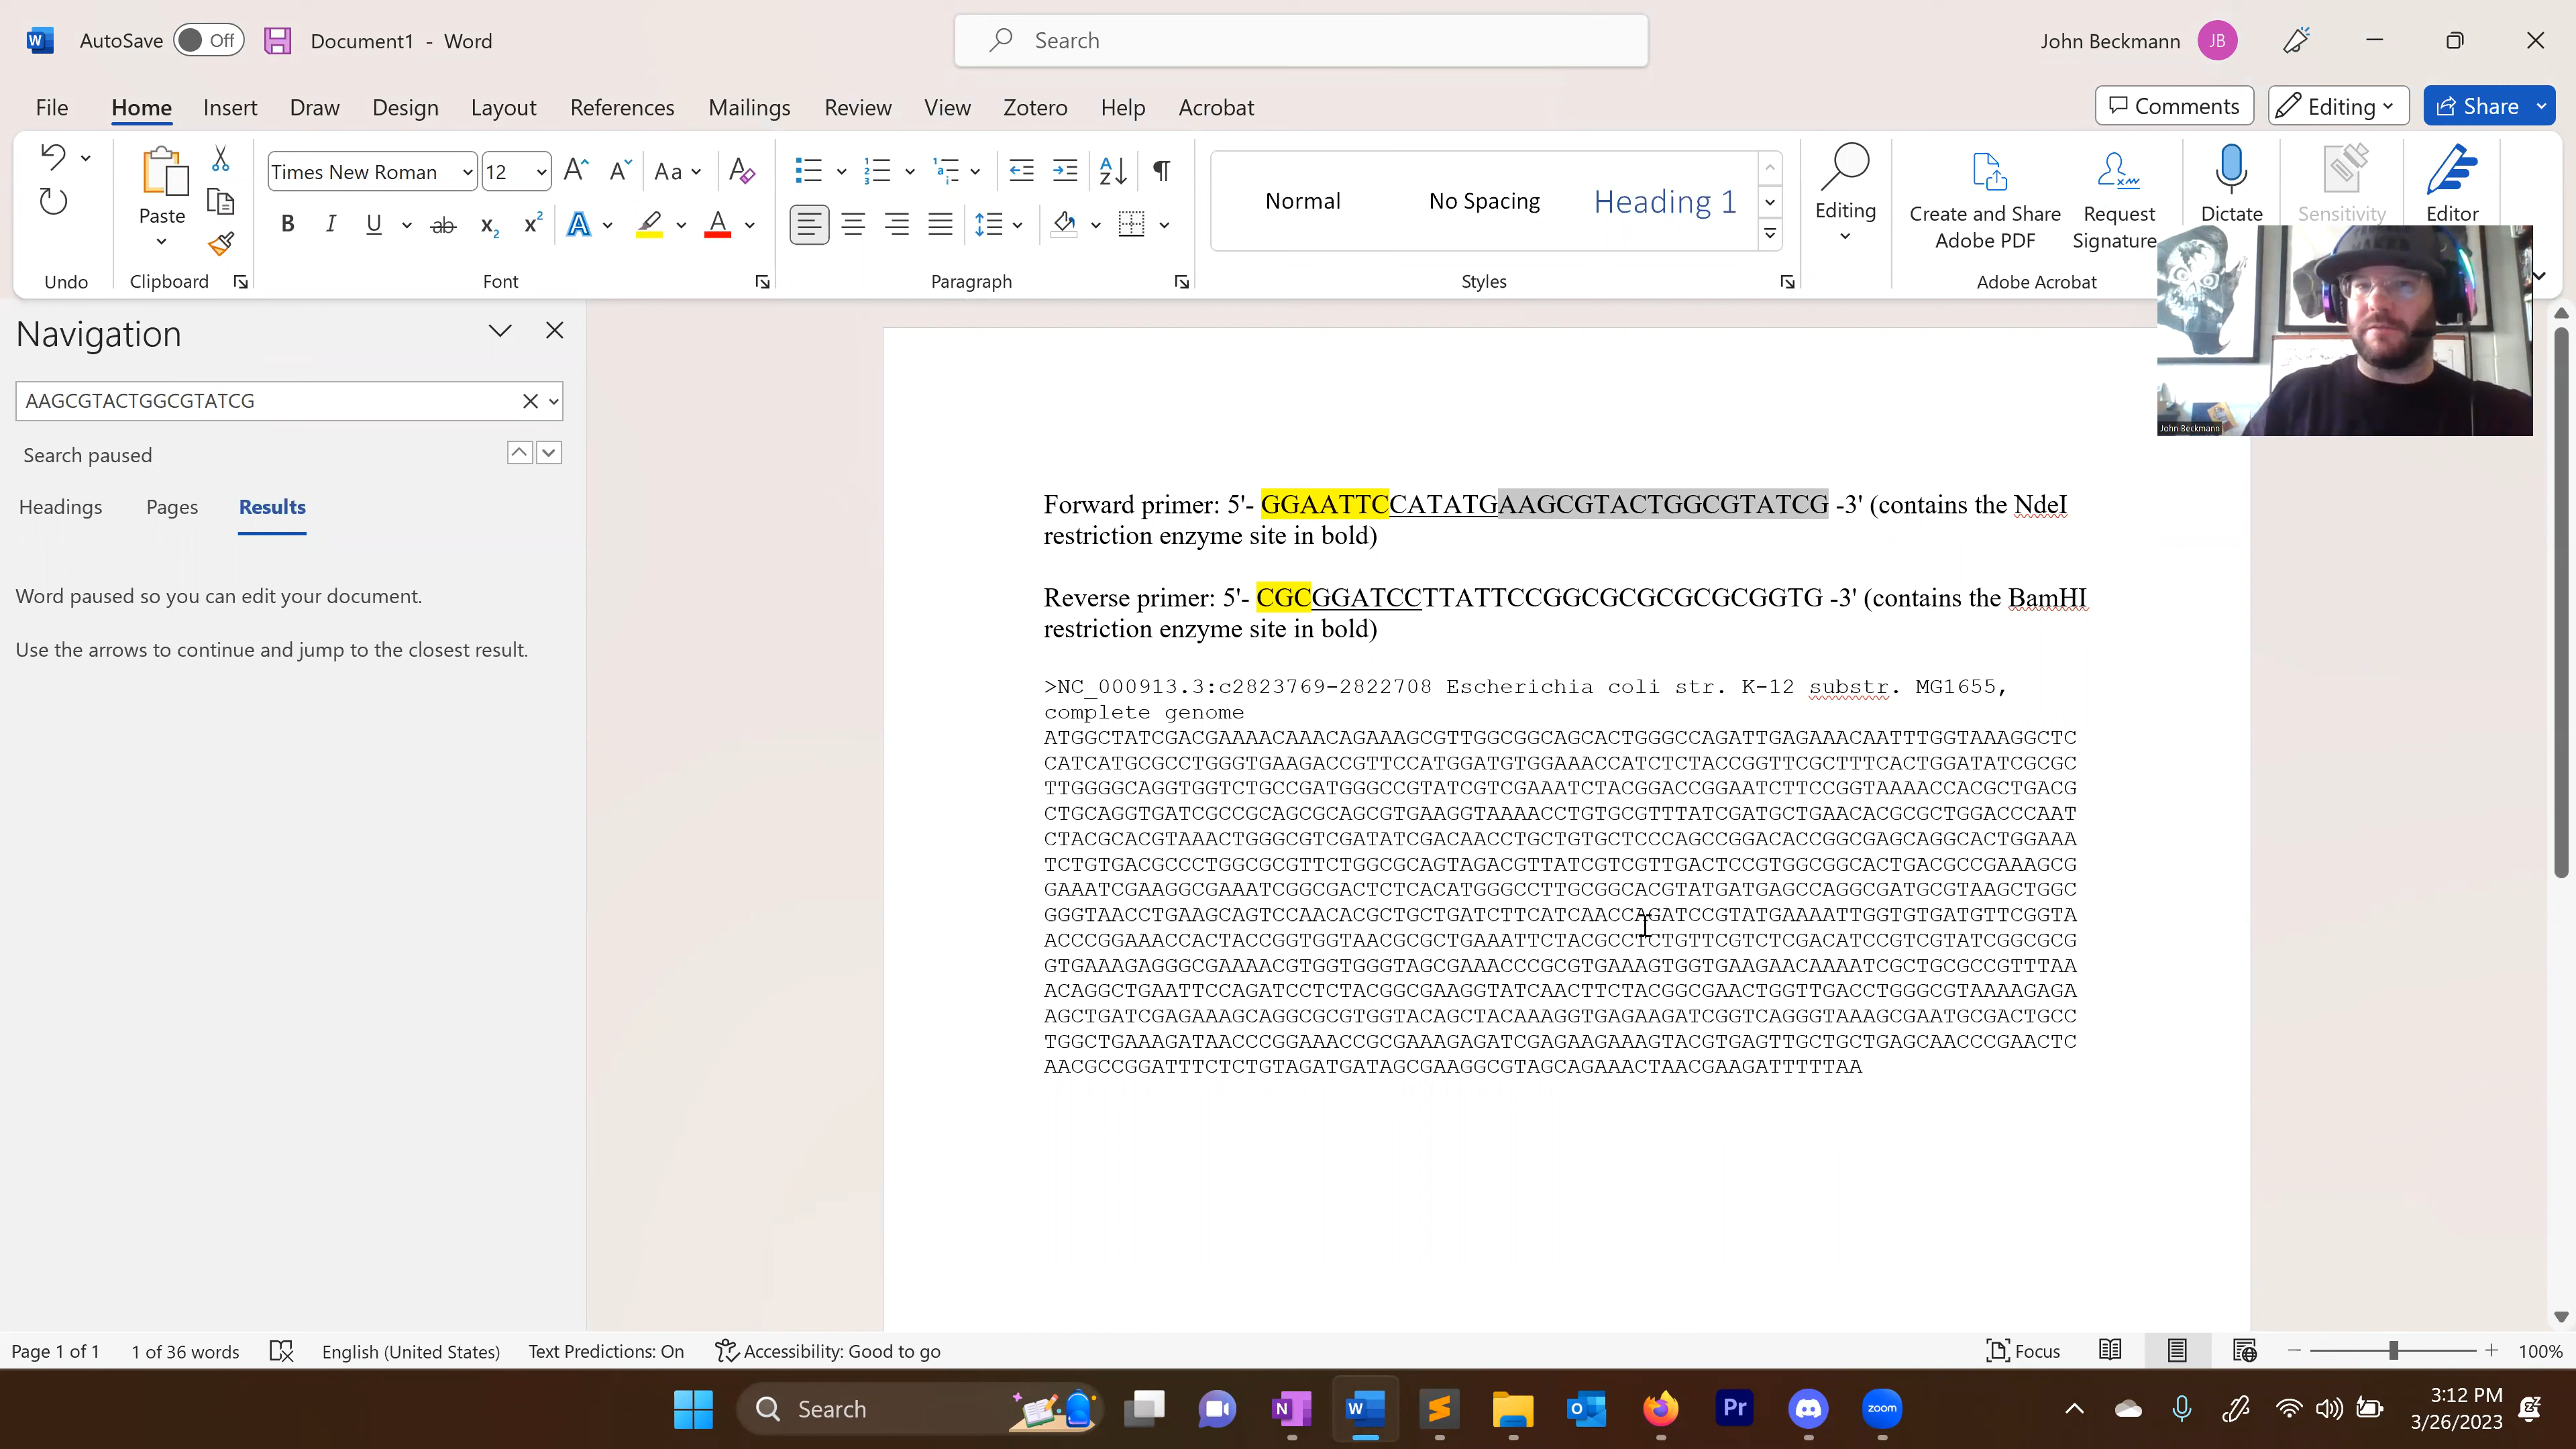 AutoSave Off Document1 - Word Search John Beckmann JB
File Home Insert Draw Design Layout References Mailings Review View Zotero Help Acrobat Comments Editing Share
Times New Roman 12 Aa
Paste
Normal No Spacing Heading 1
Editing
Create and Share Adobe PDF
Request Signature
Dictate
Sensitivity
Editor
Undo Clipboard Font Paragraph Styles Adobe Acrobat
John Beckmann
Navigation
AAGCGTACTGGCGTATCG
Search paused
Headings Pages Results
Word paused so you can edit your document.
Use the arrows to continue and jump to the closest result.
Forward primer: 5'- GGAATTCCATATGAAGCGTACTGGCGTATCG -3' (contains the NdeI
restriction enzyme site in bold)
Reverse primer: 5'- CGCGGATCCTTATTCCGGCGCGCGCGCGGTG -3' (contains the BamHI
restriction enzyme site in bold)
>NC_000913.3:c2823769-2822708 Escherichia coli str. K-12 substr. MG1655,
complete genome
ATGGCTATCGACGAAAACAAACAGAAAGCGTTGGCGGCAGCACTGGGCCAGATTGAGAAACAATTTGGTAAAGGCTC
CATCATGCGCCTGGGTGAAGACCGTTCCATGGATGTGGAAACCATCTCTACCGGTTCGCTTTCACTGGATATCGCGC
TTGGGGCAGGTGGTCTGCCGATGGGCCGTATCGTCGAAATCTACGGACCGGAATCTTCCGGTAAAACCACGCTGACG
CTGCAGGTGATCGCCGCAGCGCAGCGTGAAGGTAAAACCTGTGCGTTTATCGATGCTGAACACGCGCTGGACCCAAT
CTACGCACGTAAACTGGGCGTCGATATCGACAACCTGCTGTGCTCCCAGCCGGACACCGGCGAGCAGGCACTGGAAA
TCTGTGACGCCCTGGCGCGTTCTGGCGCAGTAGACGTTATCGTCGTTGACTCCGTGGCGGCACTGACGCCGAAAGCG
GAAATCGAAGGCGAAATCGGCGACTCTCACATGGGCCTTGCGGCACGTATGATGAGCCAGGCGATGCGTAAGCTGGC
GGGTAACCTGAAGCAGTCCAACACGCTGCTGATCTTCATCAACCAGATCCGTATGAAAATTGGTGTGATGTTCGGTA
ACCCGGAAACCACTACCGGTGGTAACGCGCTGAAATTCTACGCCTCTGTTCGTCTCGACATCCGTCGTATCGGCGCG
GTGAAAGAGGGCGAAAACGTGGTGGGTAGCGAAACCCGCGTGAAAGTGGTGAAGAACAAAATCGCTGCGCCGTTTAA
ACAGGCTGAATTCCAGATCCTCTACGGCGAAGGTATCAACTTCTACGGCGAACTGGTTGACCTGGGCGTAAAAGAGA
AGCTGATCGAGAAAGCAGGCGCGTGGTACAGCTACAAAGGTGAGAAGATCGGTCAGGGTAAAGCGAATGCGACTGCC
TGGCTGAAAGATAACCCGGAAACCGCGAAAGAGATCGAGAAGAAAGTACGTGAGTTGCTGCTGAGCAACCCGAACTC
AACGCCGGATTTCTCTGTAGATGATAGCGAAGGCGTAGCAGAAACTAACGAAGATTTTTAA
Page 1 of 1 1 of 36 words English (United States) Text Predictions: On Accessibility: Good to go Focus 100%
Search
3:12 PM
3/26/2023